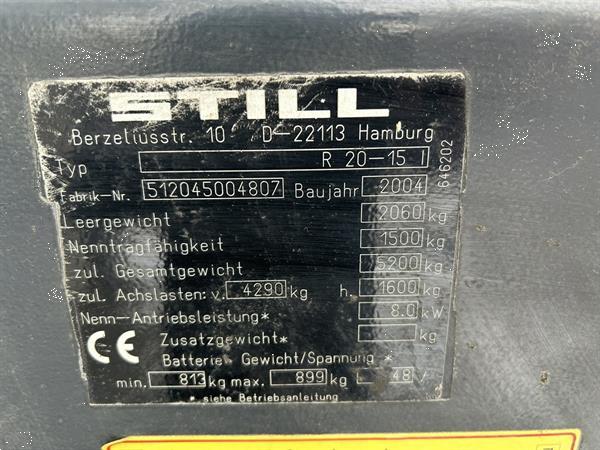 STILL
Berzeliusstr. 10 D-22113 Hamburg
Typ R 20-15 I
Fabrik-Nr. 512045004807 Baujahr 2004
Leergewicht 2060 kg
Nenntragfähigkeit 1500 kg
zul. Gesamtgewicht 5200 kg
zul. Achslasten: v. 4290 kg h. 1600 kg
Nenn-Antriebsleistung* 8.0 kW
Zusatzgewicht* kg
CE
Batterie Gewicht/Spannung *
min. 813 kg max. 899 kg 48 V
* siehe Betriebsanleitung
646202